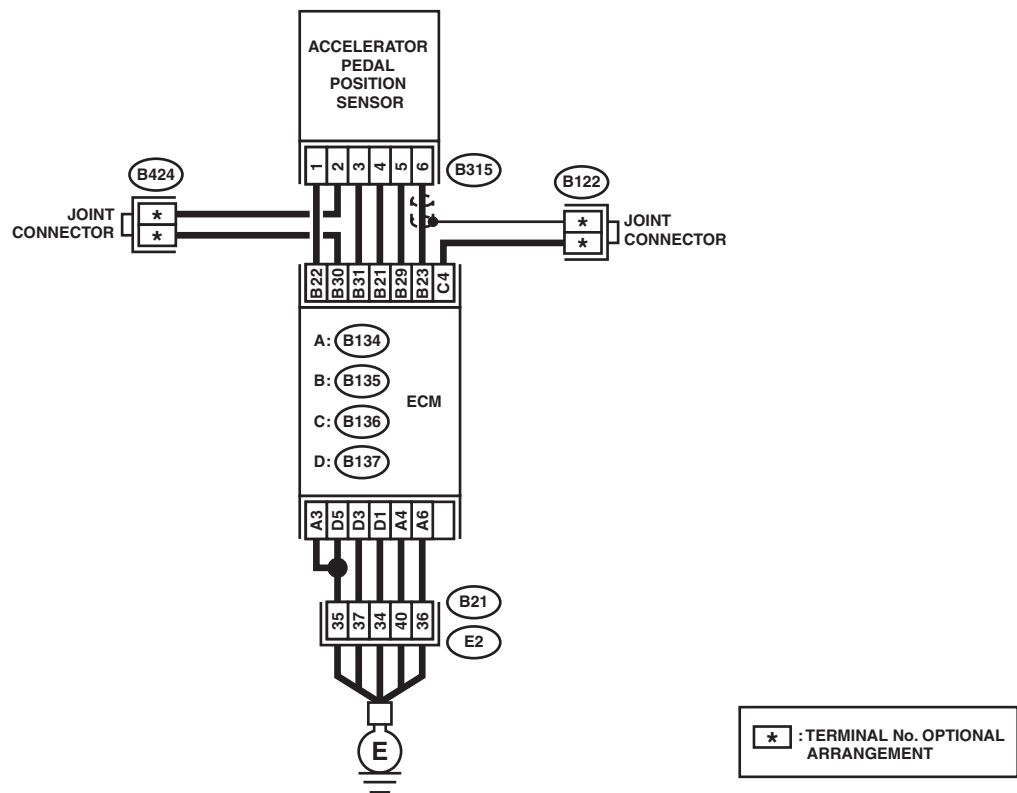 ACCELERATOR
PEDAL
POSITION
SENSOR
1 2 3 4 5 6
B315
B424
JOINT
CONNECTOR
*
*
B122
*
*
JOINT
CONNECTOR
B22 B30 B31 B21 B29 B23 C4
A: B134
B: B135
C: B136
D: B137
ECM
A3 D5 D3 D1 A4 A6
35 37 34 40 36
B21
E2
E
* : TERMINAL No. OPTIONAL
ARRANGEMENT